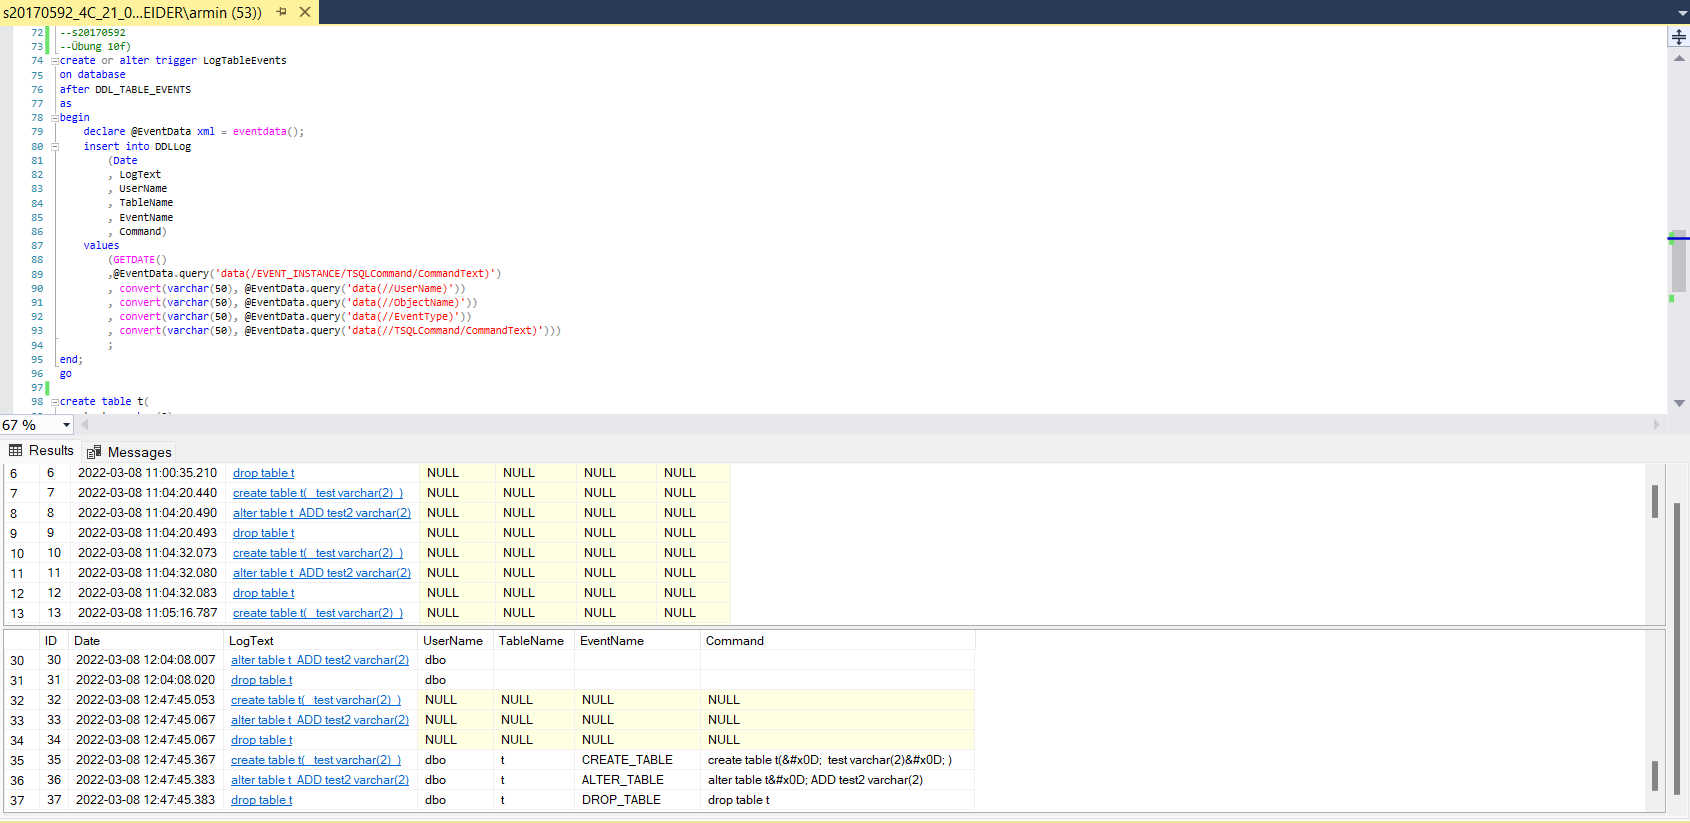 s20170592_4C_21_0...EIDER\armin (53))
72 --s20170592
73 --Übung 10f)
74 create or alter trigger LogTableEvents
75 on database
76 after DDL_TABLE_EVENTS
77 as
78 begin
79 declare @EventData xml = eventdata();
80 insert into DDLLog
81 (Date
82 , LogText
83 , UserName
84 , TableName
85 , EventName
86 , Command)
87 values
88 (GETDATE()
89 ,@EventData.query('data(/EVENT_INSTANCE/TSQLCommand/CommandText)')
90 , convert(varchar(50), @EventData.query('data(//UserName)'))
91 , convert(varchar(50), @EventData.query('data(//ObjectName)'))
92 , convert(varchar(50), @EventData.query('data(//EventType)'))
93 , convert(varchar(50), @EventData.query('data(//TSQLCommand/CommandText)')))
94 ;
95 end;
96 go
97
98 create table t(
67 %
Results Messages
6 6 2022-03-08 11:00:35.210 drop table t NULL NULL NULL NULL
7 7 2022-03-08 11:04:20.440 create table t( test varchar(2) ) NULL NULL NULL NULL
8 8 2022-03-08 11:04:20.490 alter table t ADD test2 varchar(2) NULL NULL NULL NULL
9 9 2022-03-08 11:04:20.493 drop table t NULL NULL NULL NULL
10 10 2022-03-08 11:04:32.073 create table t( test varchar(2) ) NULL NULL NULL NULL
11 11 2022-03-08 11:04:32.080 alter table t ADD test2 varchar(2) NULL NULL NULL NULL
12 12 2022-03-08 11:04:32.083 drop table t NULL NULL NULL NULL
13 13 2022-03-08 11:05:16.787 create table t( test varchar(2) ) NULL NULL NULL NULL
ID Date LogText UserName TableName EventName Command
30 30 2022-03-08 12:04:08.007 alter table t ADD test2 varchar(2) dbo
31 31 2022-03-08 12:04:08.020 drop table t dbo
32 32 2022-03-08 12:47:45.053 create table t( test varchar(2) ) NULL NULL NULL NULL
33 33 2022-03-08 12:47:45.067 alter table t ADD test2 varchar(2) NULL NULL NULL NULL
34 34 2022-03-08 12:47:45.067 drop table t NULL NULL NULL NULL
35 35 2022-03-08 12:47:45.367 create table t( test varchar(2) ) dbo t CREATE_TABLE create table t(&#x0D; test varchar(2)&#x0D; )
36 36 2022-03-08 12:47:45.383 alter table t ADD test2 varchar(2) dbo t ALTER_TABLE alter table t&#x0D; ADD test2 varchar(2)
37 37 2022-03-08 12:47:45.383 drop table t dbo t DROP_TABLE drop table t